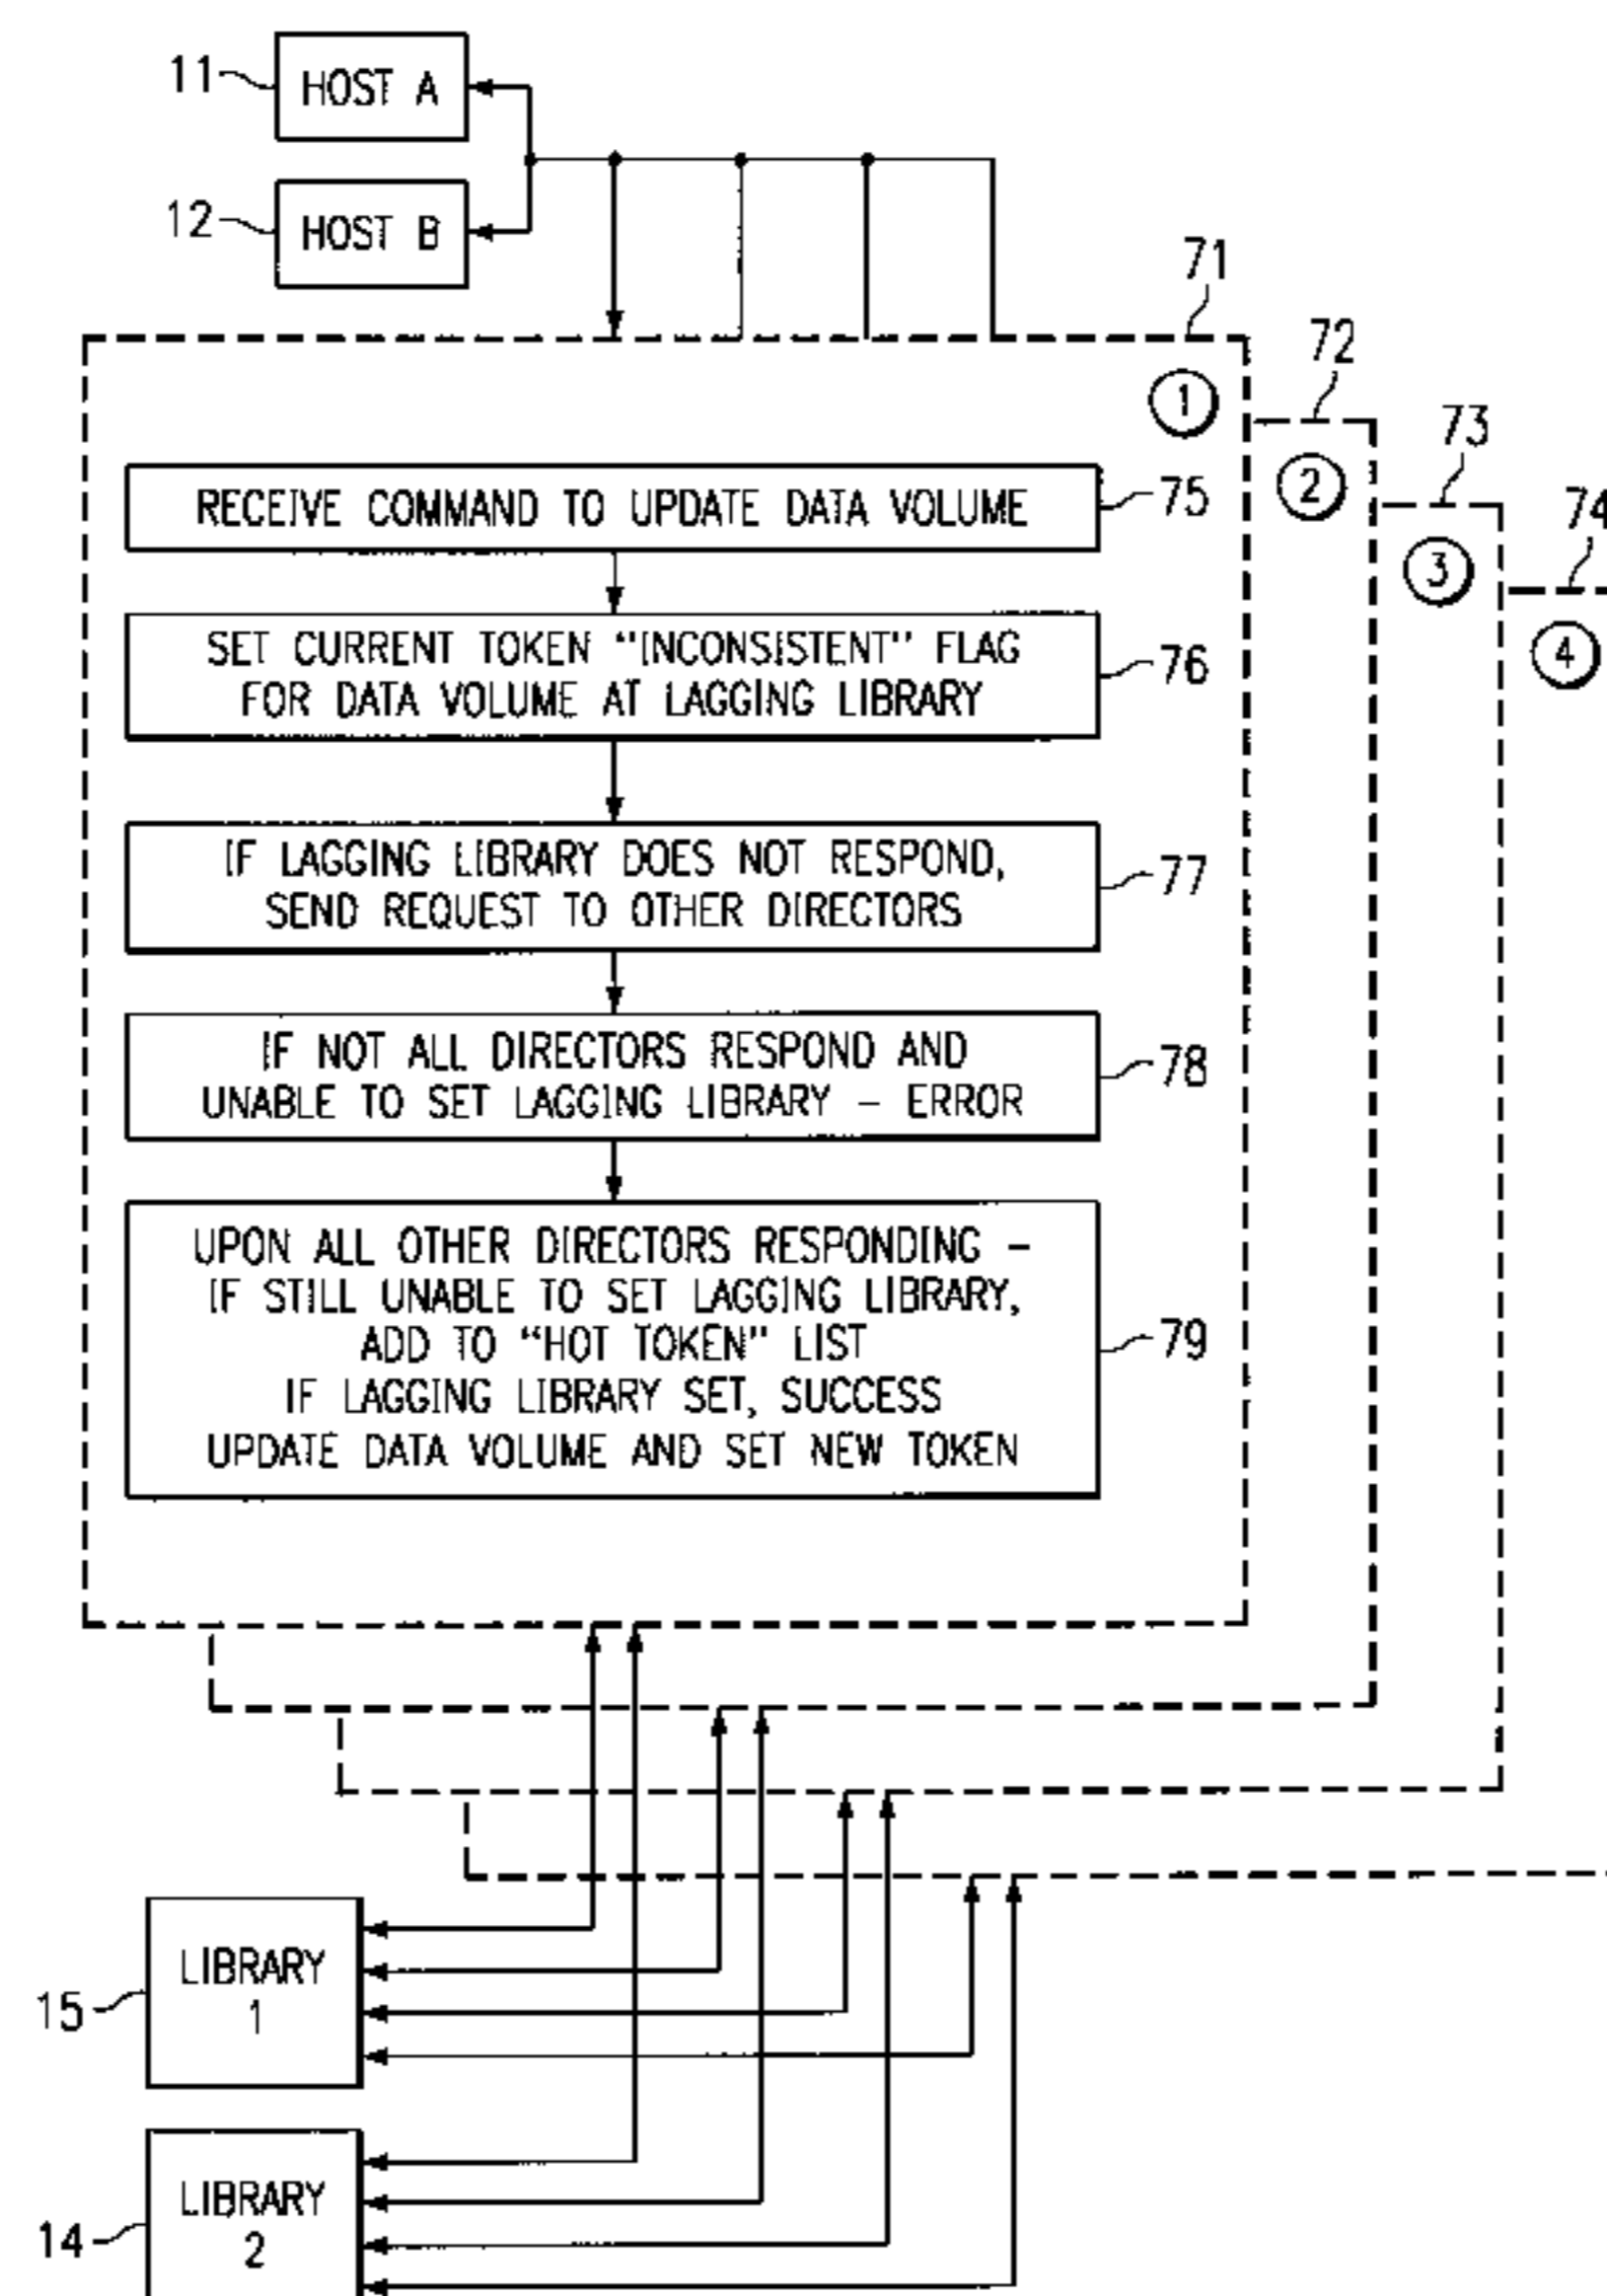 11
HOST A
12
HOST B
71
72
73
74
1
2
3
4
RECEIVE COMMAND TO UPDATE DATA VOLUME
75
SET CURRENT TOKEN "INCONSISTENT" FLAG
FOR DATA VOLUME AT LAGGING LIBRARY
76
IF LAGGING LIBRARY DOES NOT RESPOND,
SEND REQUEST TO OTHER DIRECTORS
77
IF NOT ALL DIRECTORS RESPOND AND
UNABLE TO SET LAGGING LIBRARY – ERROR
78
UPON ALL OTHER DIRECTORS RESPONDING –
IF STILL UNABLE TO SET LAGGING LIBRARY,
ADD TO "HOT TOKEN" LIST
IF LAGGING LIBRARY SET, SUCCESS
UPDATE DATA VOLUME AND SET NEW TOKEN
79
LIBRARY
1
15
LIBRARY
2
14